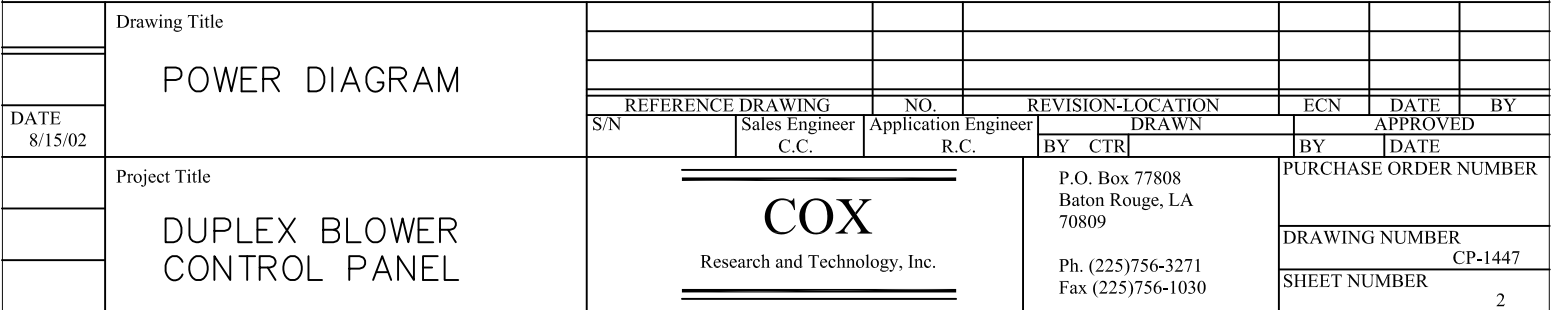 Drawing Title
POWER DIAGRAM
REFERENCE DRAWING NO. REVISION-LOCATION ECN DATE BY
DATE
8/15/02
S/N Sales Engineer Application Engineer DRAWN APPROVED
C.C. R.C. BY CTR BY DATE
Project Title
DUPLEX BLOWER
CONTROL PANEL
COX
Research and Technology, Inc.
P.O. Box 77808
Baton Rouge, LA
70809
Ph. (225)756-3271
Fax (225)756-1030
PURCHASE ORDER NUMBER
DRAWING NUMBER
CP-1447
SHEET NUMBER
2